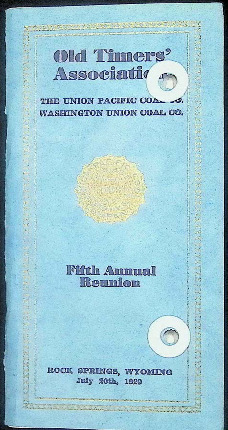 Old Timers'
Association
THE UNION PACIFIC COAL CO.
WASHINGTON UNION COAL CO.
Fifth Annual
Reunion
ROCK SPRINGS, WYOMING
July 20th, 1929